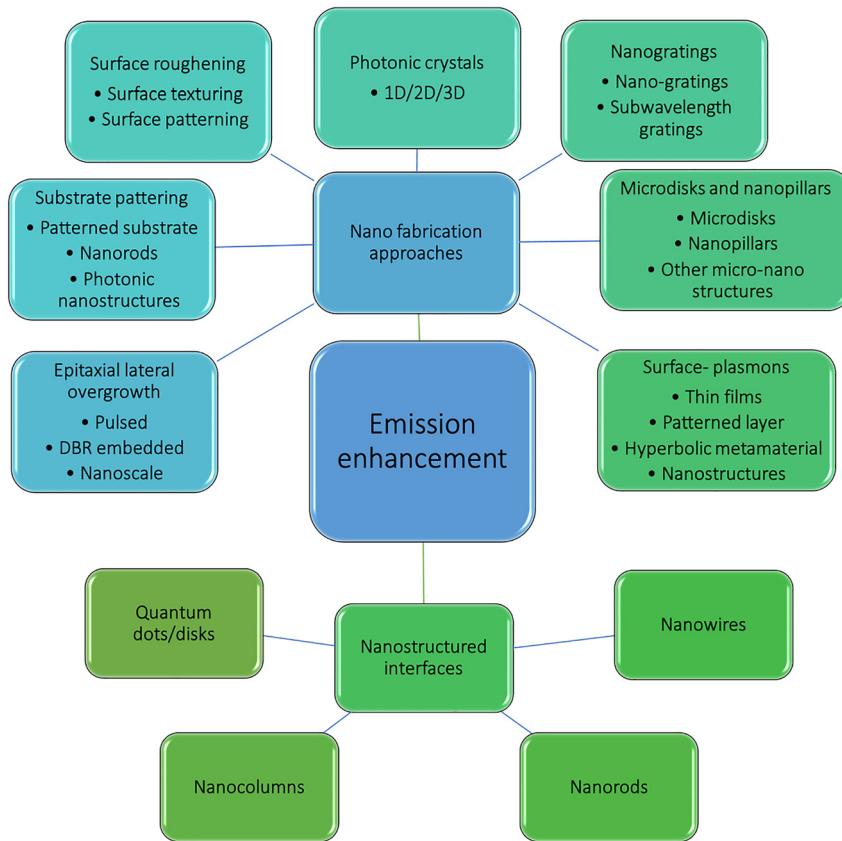 Surface roughening
• Surface texturing
• Surface patterning
Photonic crystals
• 1D/2D/3D
Nanogratings
• Nano-gratings
• Subwavelength
gratings
Substrate pattering
• Patterned substrate
• Nanorods
• Photonic
nanostructures
Nano fabrication
approaches
Microdisks and nanopillars
• Microdisks
• Nanopillars
• Other micro-nano
structures
Epitaxial lateral
overgrowth
• Pulsed
• DBR embedded
• Nanoscale
Emission
enhancement
Surface- plasmons
• Thin films
• Patterned layer
• Hyperbolic metamaterial
• Nanostructures
Quantum
dots/disks
Nanostructured
interfaces
Nanowires
Nanocolumns
Nanorods